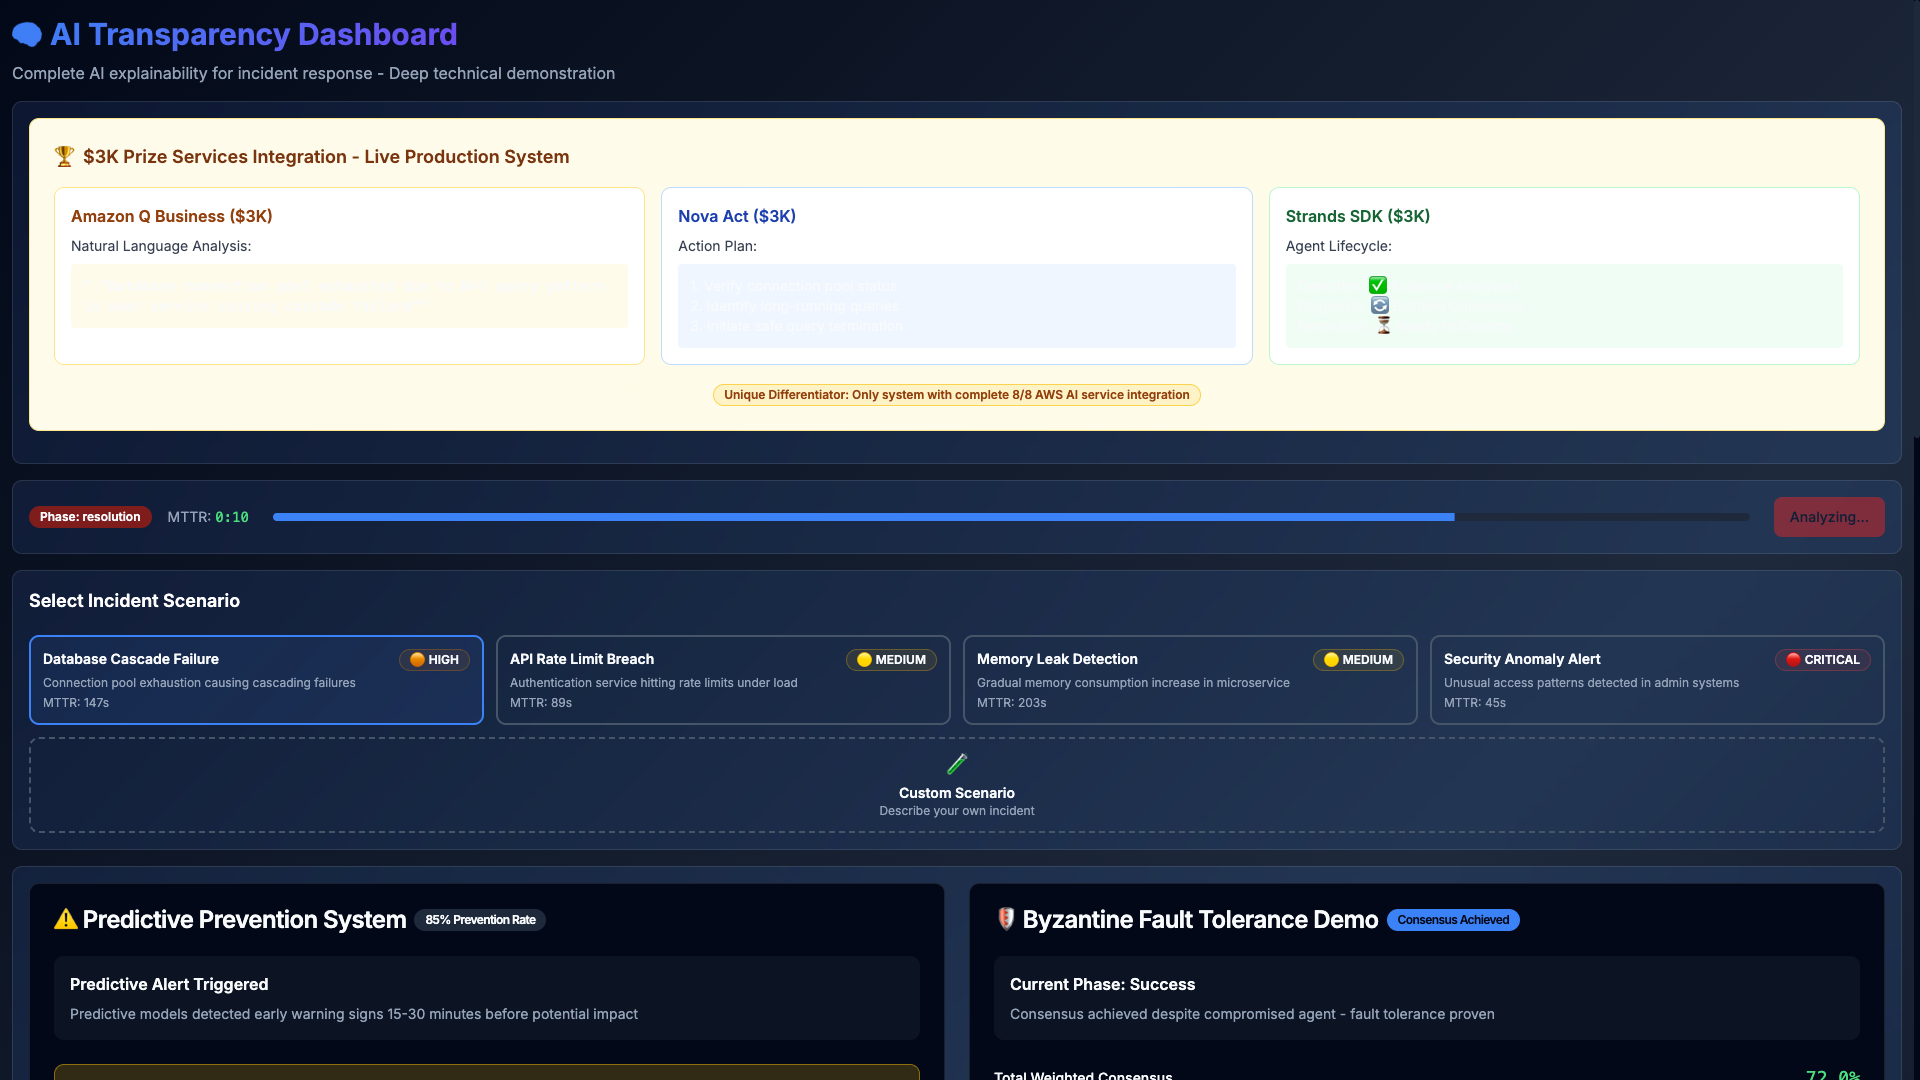 AI Transparency Dashboard
Complete AI explainability for incident response - Deep technical demonstration
$3K Prize Services Integration - Live Production System
Amazon Q Business ($3K)
Natural Language Analysis:
Nova Act ($3K)
Action Plan:
1. Verify connection pool status
2. Identify long-running queries
3. Initiate safe query termination
Strands SDK ($3K)
Agent Lifecycle:
Unique Differentiator: Only system with complete 8/8 AWS AI service integration
Phase: resolution
MTTR: 0:10
Analyzing...
Select Incident Scenario
Database Cascade Failure
HIGH
Connection pool exhaustion causing cascading failures
MTTR: 147s
API Rate Limit Breach
MEDIUM
Authentication service hitting rate limits under load
MTTR: 89s
Memory Leak Detection
MEDIUM
Gradual memory consumption increase in microservice
MTTR: 203s
Security Anomaly Alert
CRITICAL
Unusual access patterns detected in admin systems
MTTR: 45s
Custom Scenario
Describe your own incident
Predictive Prevention System
85% Prevention Rate
Predictive Alert Triggered
Predictive models detected early warning signs 15-30 minutes before potential impact
Byzantine Fault Tolerance Demo
Consensus Achieved
Current Phase: Success
Consensus achieved despite compromised agent - fault tolerance proven
Total Weighted Consensus
72.0%